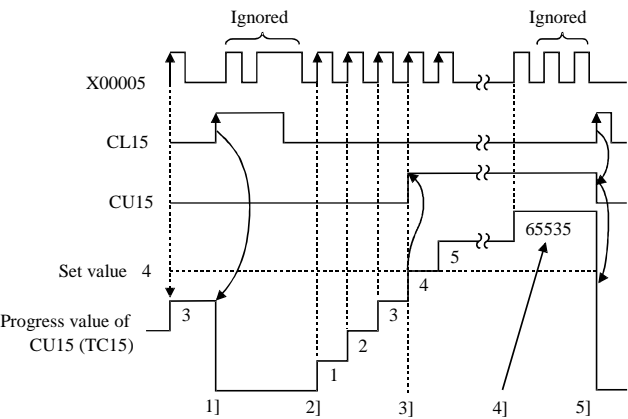 Ignored
Ignored
X00005
CL15
CU15
65535
Set value 4
5
4
3
3
Progress value of
CU15 (TC15)
2
1
1]
2]
3]
4]
5]